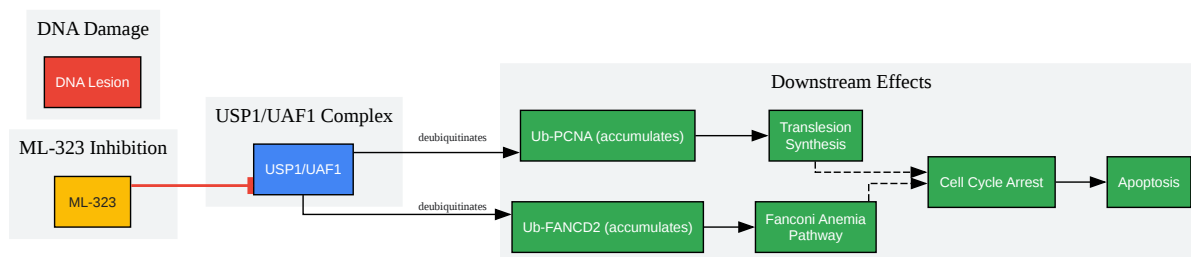 DNA Damage
DNA Lesion
ML-323 Inhibition
ML-323
USP1/UAF1 Complex
USP1/UAF1
deubiquitinates
deubiquitinates
Downstream Effects
Ub-PCNA (accumulates)
Translesion
Synthesis
Ub-FANCD2 (accumulates)
Fanconi Anemia
Pathway
Cell Cycle Arrest
Apoptosis